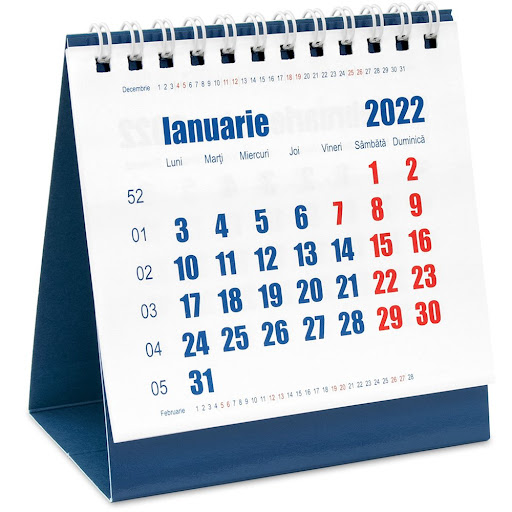 Decembrie 1 2 3 4 5 6 7 8 9 10 11 12 13 14 15 16 17 18 19 20 21 22 23 24 25 26 27 28 29 30 31
Ianuarie 2022
Luni Marţi Miercuri Joi Vineri Sâmbătă Duminică
52 1 2
01 3 4 5 6 7 8 9
02 10 11 12 13 14 15 16
03 17 18 19 20 21 22 23
04 24 25 26 27 28 29 30
05 31
Februarie 1 2 3 4 5 6 7 8 9 10 11 12 13 14 15 16 17 18 19 20 21 22 23 24 25 26 27 28